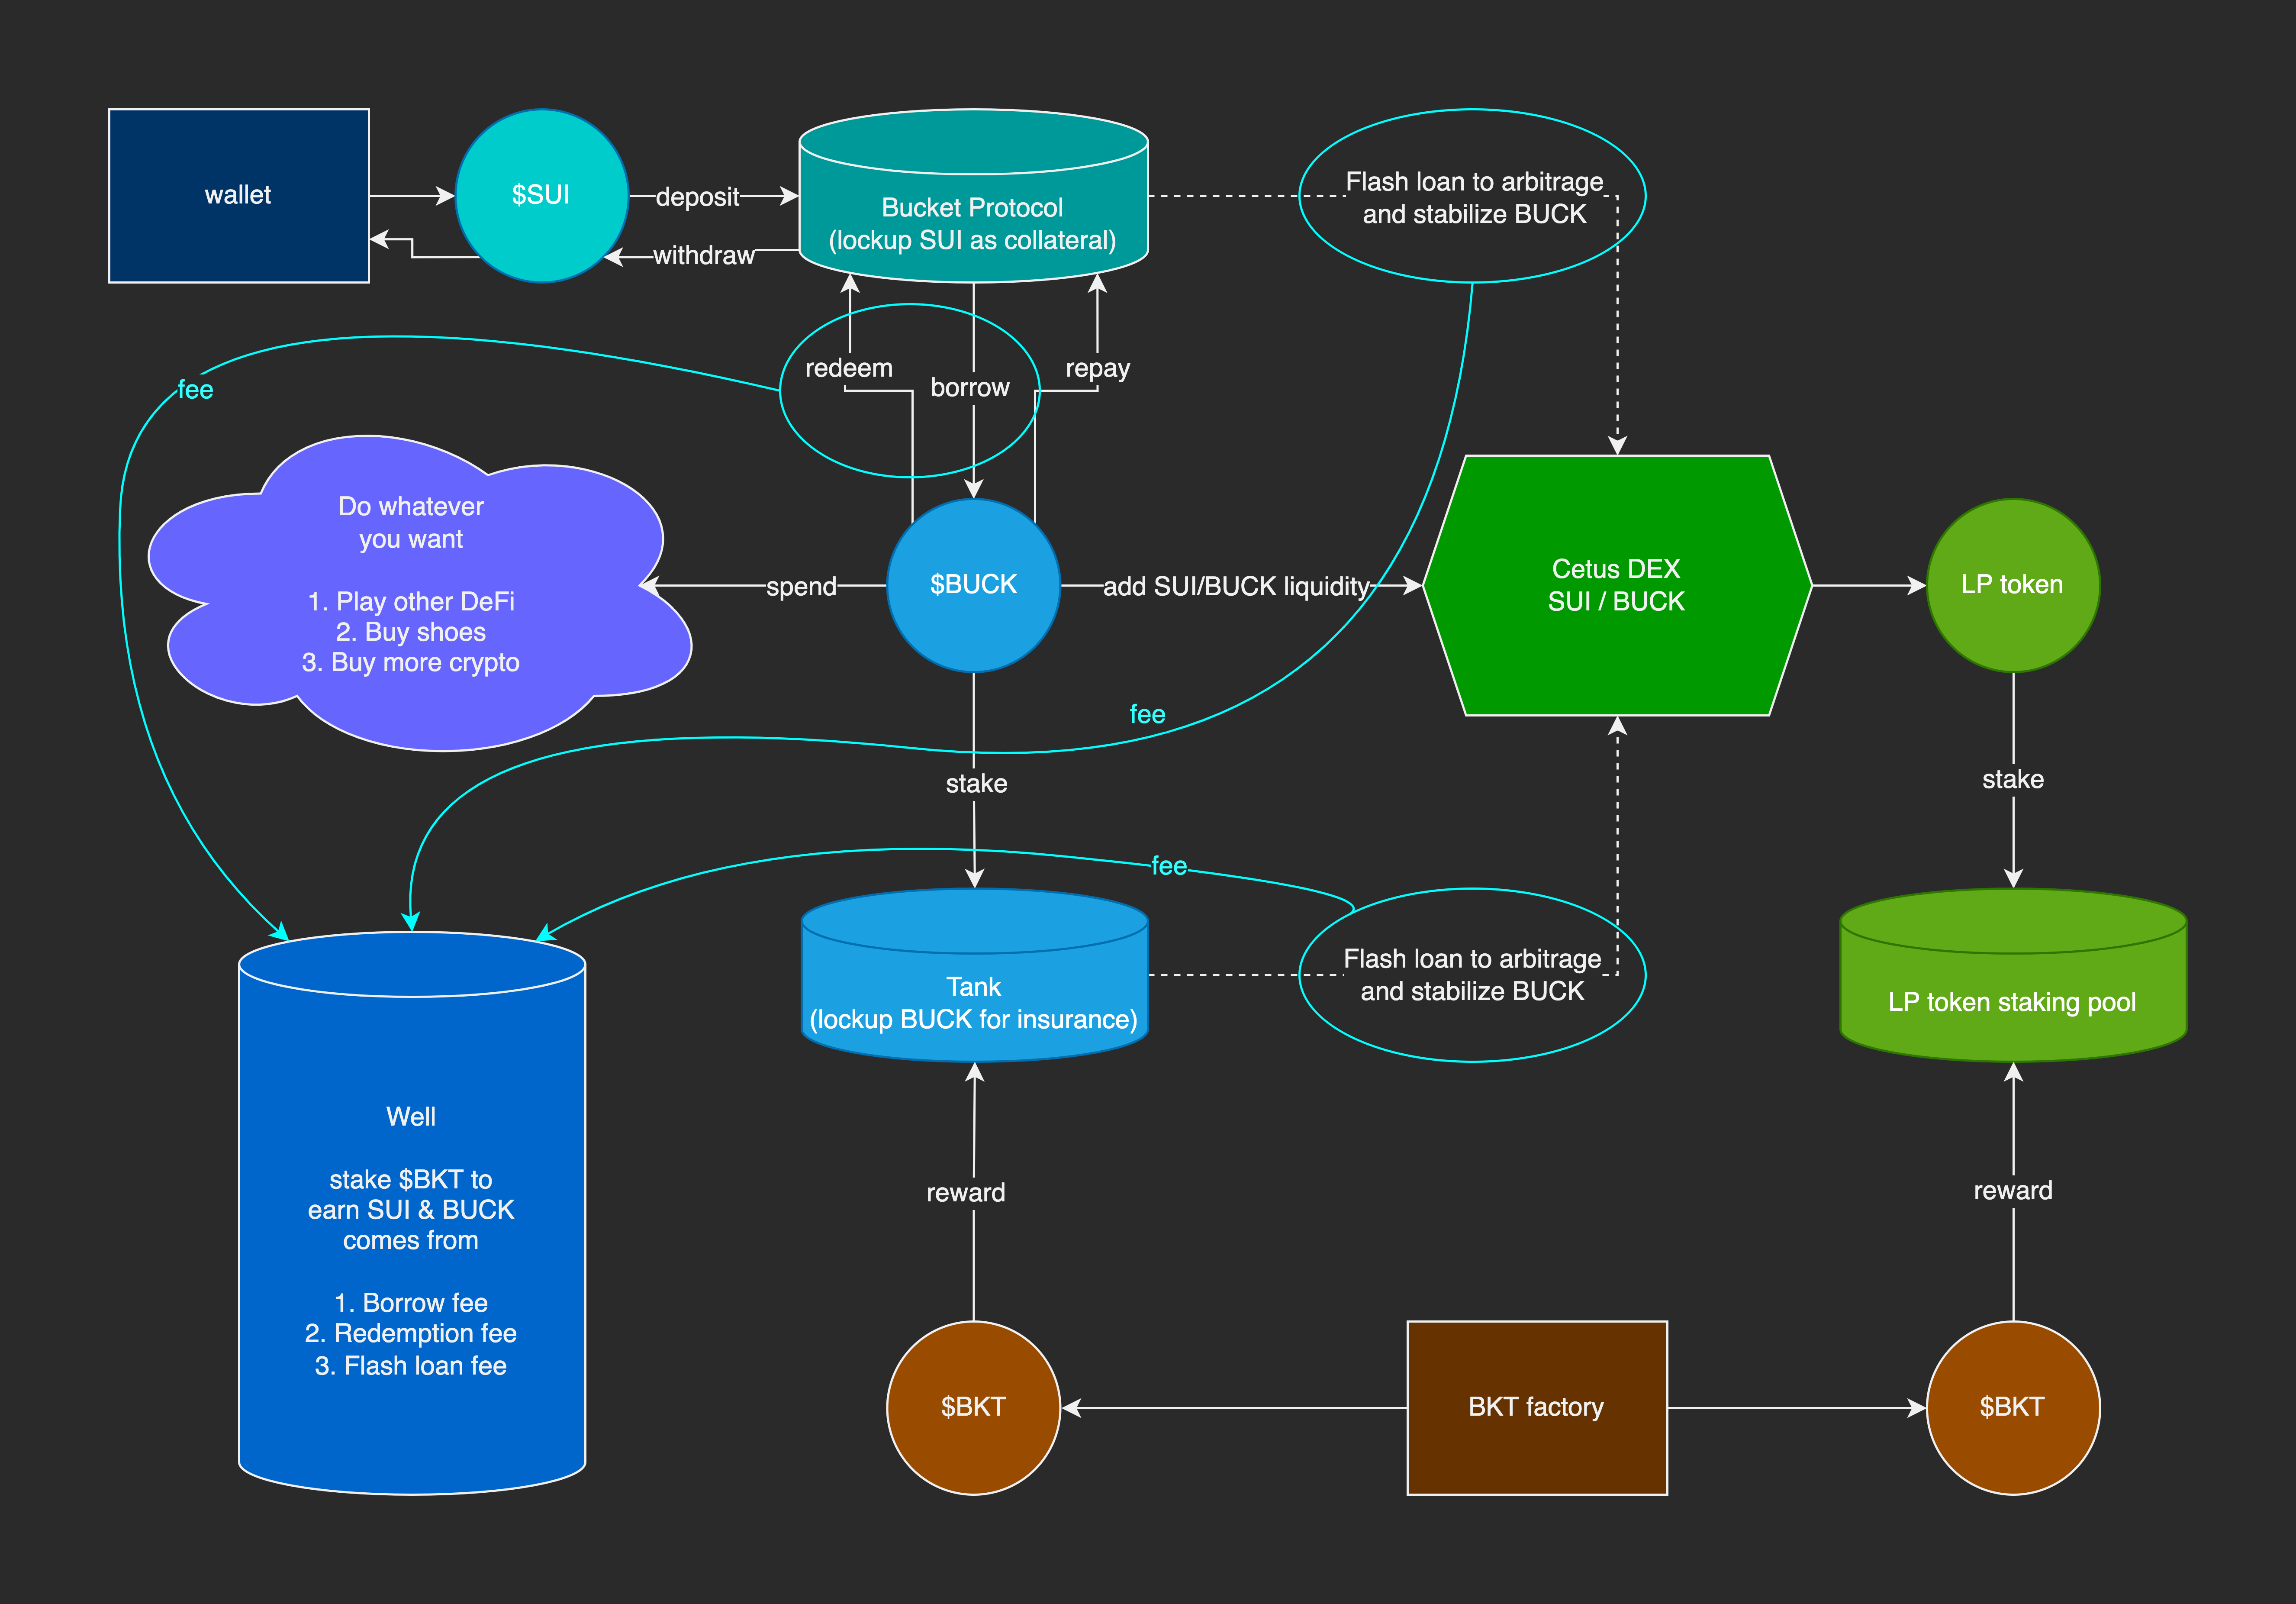 wallet
$SUI
deposit
withdraw
Bucket Protocol
(lockup SUI as collateral)
Flash loan to arbitrage
and stabilize BUCK
redeem
borrow
repay
fee
Do whatever
you want
1. Play other DeFi
2. Buy shoes
3. Buy more crypto
spend
$BUCK
add SUI/BUCK liquidity
Cetus DEX
SUI / BUCK
LP token
fee
stake
stake
fee
Tank
(lockup BUCK for insurance)
Flash loan to arbitrage
and stabilize BUCK
LP token staking pool
Well
stake $BKT to
earn SUI & BUCK
comes from
1. Borrow fee
2. Redemption fee
3. Flash loan fee
reward
reward
$BKT
BKT factory
$BKT